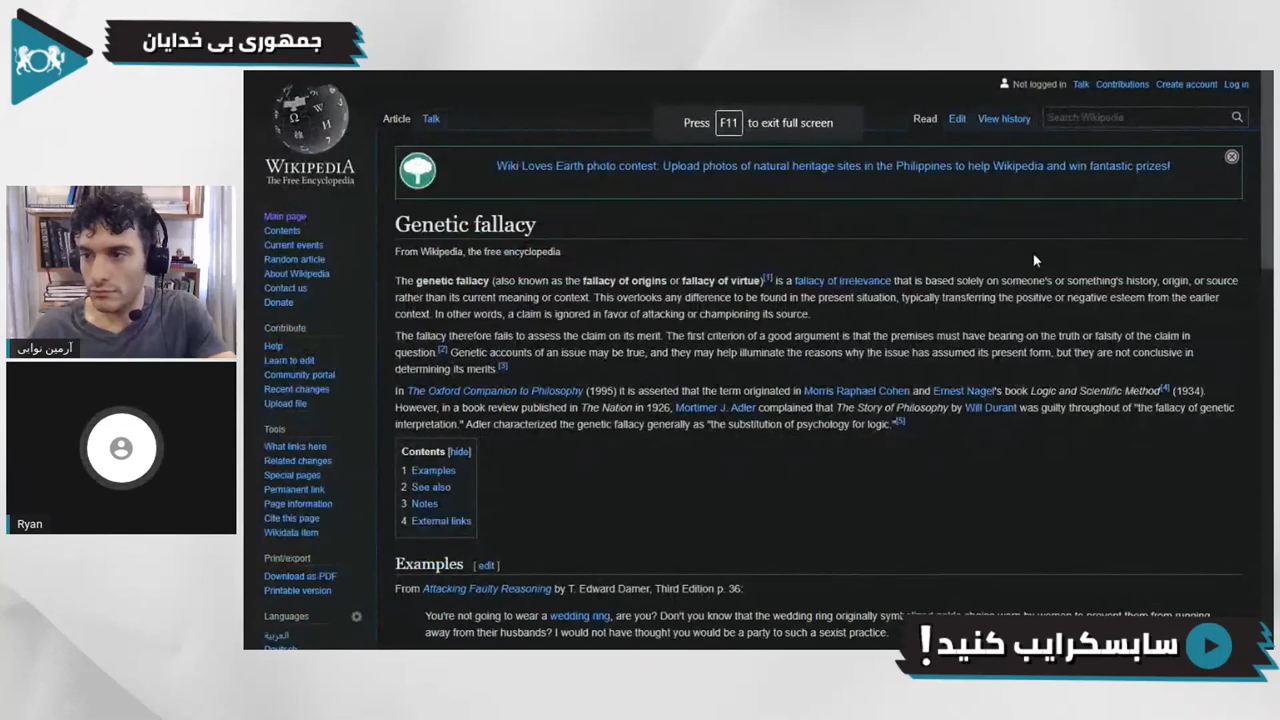 جمهوری بی خدایان
Not logged in Talk Contributions Create account Log in
Article Talk
Press F11 to exit full screen
Read Edit View history Search Wikipedia
WIKIPEDIA
The Free Encyclopedia
Wiki Loves Earth photo contest: Upload photos of natural heritage sites in the Philippines to help Wikipedia and win fantastic prizes!
Main page
Contents
Current events
Random article
About Wikipedia
Contact us
Donate
Contribute
Help
Learn to edit
Community portal
Recent changes
Upload file
Tools
What links here
Related changes
Special pages
Permanent link
Page information
Cite this page
Wikidata item
Print/export
Download as PDF
Printable version
Languages
العربية
Genetic fallacy
From Wikipedia, the free encyclopedia
The genetic fallacy (also known as the fallacy of origins or fallacy of virtue)[1] is a fallacy of irrelevance that is based solely on someone's or something's history, origin, or source
rather than its current meaning or context. This overlooks any difference to be found in the present situation, typically transferring the positive or negative esteem from the earlier
context. In other words, a claim is ignored in favor of attacking or championing its source.
The fallacy therefore fails to assess the claim on its merit. The first criterion of a good argument is that the premises must have bearing on the truth or falsity of the claim in
question.[2] Genetic accounts of an issue may be true, and they may help illuminate the reasons why the issue has assumed its present form, but they are not conclusive in
determining its merits.[3]
In The Oxford Companion to Philosophy (1995) it is asserted that the term originated in Morris Raphael Cohen and Ernest Nagel's book Logic and Scientific Method[4] (1934).
However, in a book review published in The Nation in 1926, Mortimer J. Adler complained that The Story of Philosophy by Will Durant was guilty throughout of "the fallacy of genetic
interpretation." Adler characterized the genetic fallacy generally as "the substitution of psychology for logic."[5]
Contents [hide]
1 Examples
2 See also
3 Notes
4 External links
Examples [ edit ]
From Attacking Faulty Reasoning by T. Edward Damer, Third Edition p. 36:
You're not going to wear a wedding ring, are you? Don't you know that the wedding ring originally
away from their husbands? I would not have thought you would be a party to such a sexist practice.
آرمین نوابی
Ryan
سابسکرایب کنید!